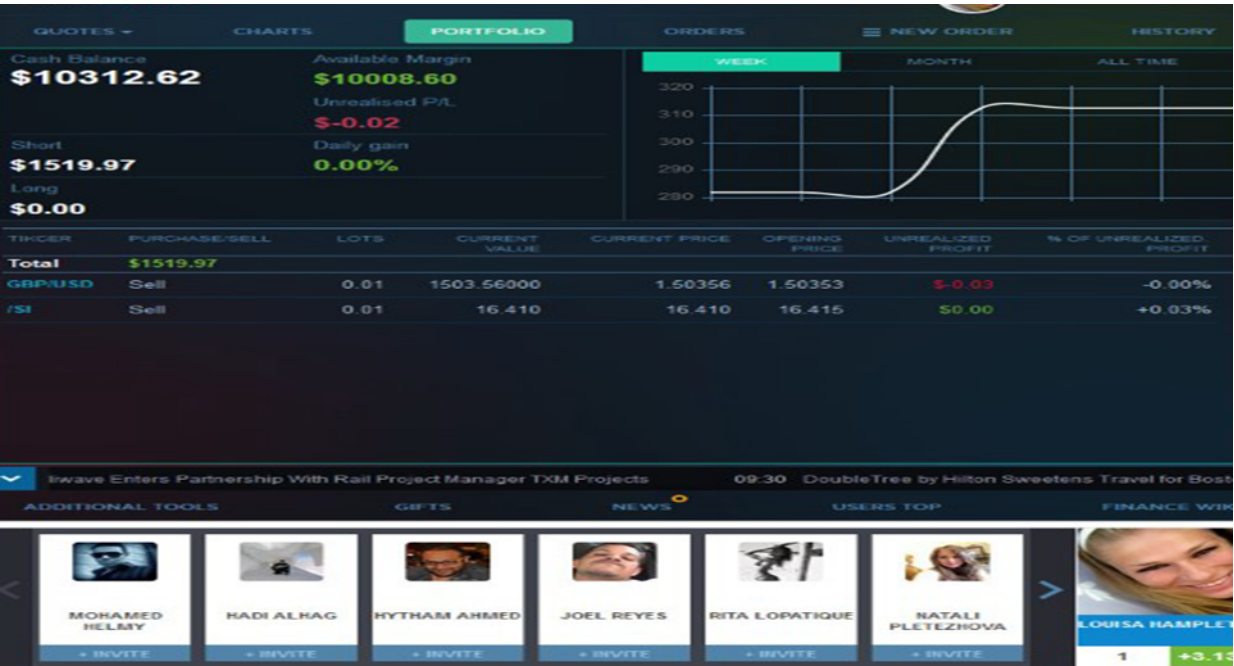 QUOTES CHARTS PORTFOLIO ORDERS NEW ORDER HISTORY
Cash Balance Available Margin
$10312.62 $10008.60
Unrealised P/L
$-0.02
Short Daily gain
$1519.97 0.00%
Long
$0.00
WEEK MONTH ALL TIME
320
310
300
290
280
TIKCER PURCHASE/SELL LOTS CURRENT VALUE CURRENT PRICE OPENING PRICE UNREALIZED PROFIT % OF UNREALIZED PROFIT
Total $1519.97
GBP/USD Sell 0.01 1503.56000 1.50356 1.50353 $-0.03 -0.00%
/SI Sell 0.01 16.410 16.410 16.415 $0.00 +0.03%
Enters Partnership With Rail Project Manager TXM Projects 09:30 DoubleTree by Hilton Sweetens Travel for Bost
ADDITIONAL TOOLS GIFTS NEWS USERS TOP FINANCE WIK
MOHAMED HELMY
+ INVITE
HADI ALHAG
+ INVITE
HYTHAM AHMED
+ INVITE
JOEL REYES
+ INVITE
RITA LOPATIQUE
+ INVITE
NATALI PLETEZHOVA
+ INVITE
LOUISA HAMPLET
1 +3.13